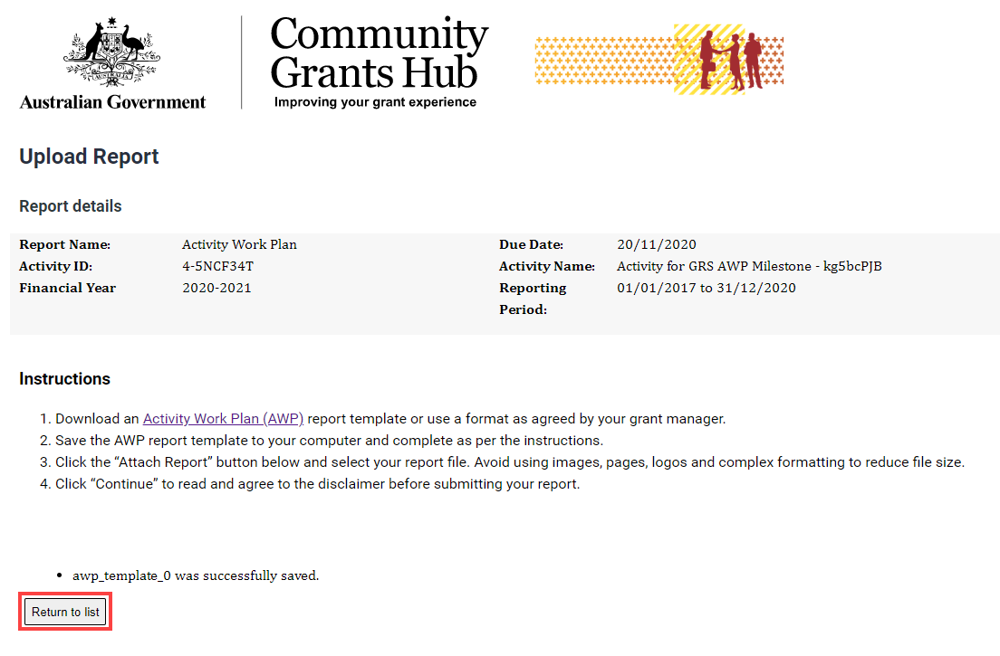 Australian Government
Community
Grants Hub
Improving your grant experience
Upload Report
Report details
Report Name: Activity Work Plan Due Date: 20/11/2020
Activity ID: 4-5NCF34T Activity Name: Activity for GRS AWP Milestone - kg5bcPJB
Financial Year 2020-2021 Reporting 01/01/2017 to 31/12/2020
Period:
Instructions
1. Download an Activity Work Plan (AWP) report template or use a format as agreed by your grant manager.
2. Save the AWP report template to your computer and complete as per the instructions.
3. Click the “Attach Report” button below and select your report file. Avoid using images, pages, logos and complex formatting to reduce file size.
4. Click “Continue” to read and agree to the disclaimer before submitting your report.
• awp_template_0 was successfully saved.
Return to list